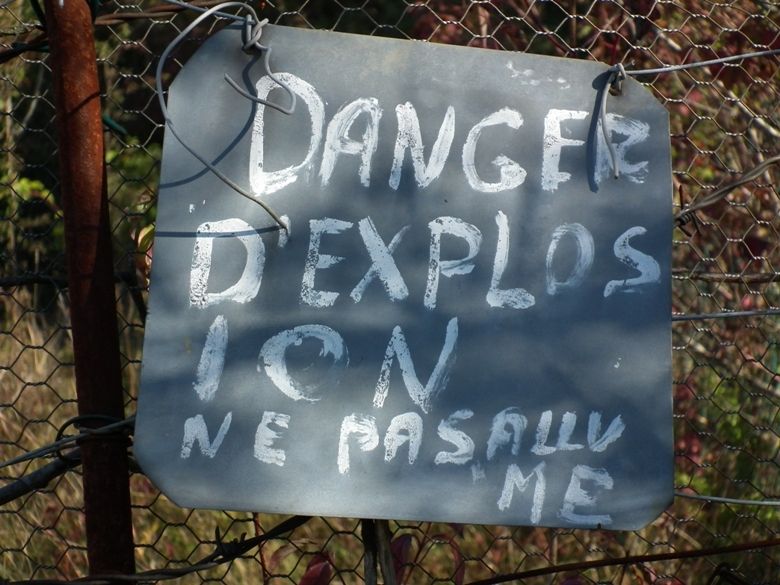 DANGER
D'EXPLOS
ION
NE PAS ALLU
ME